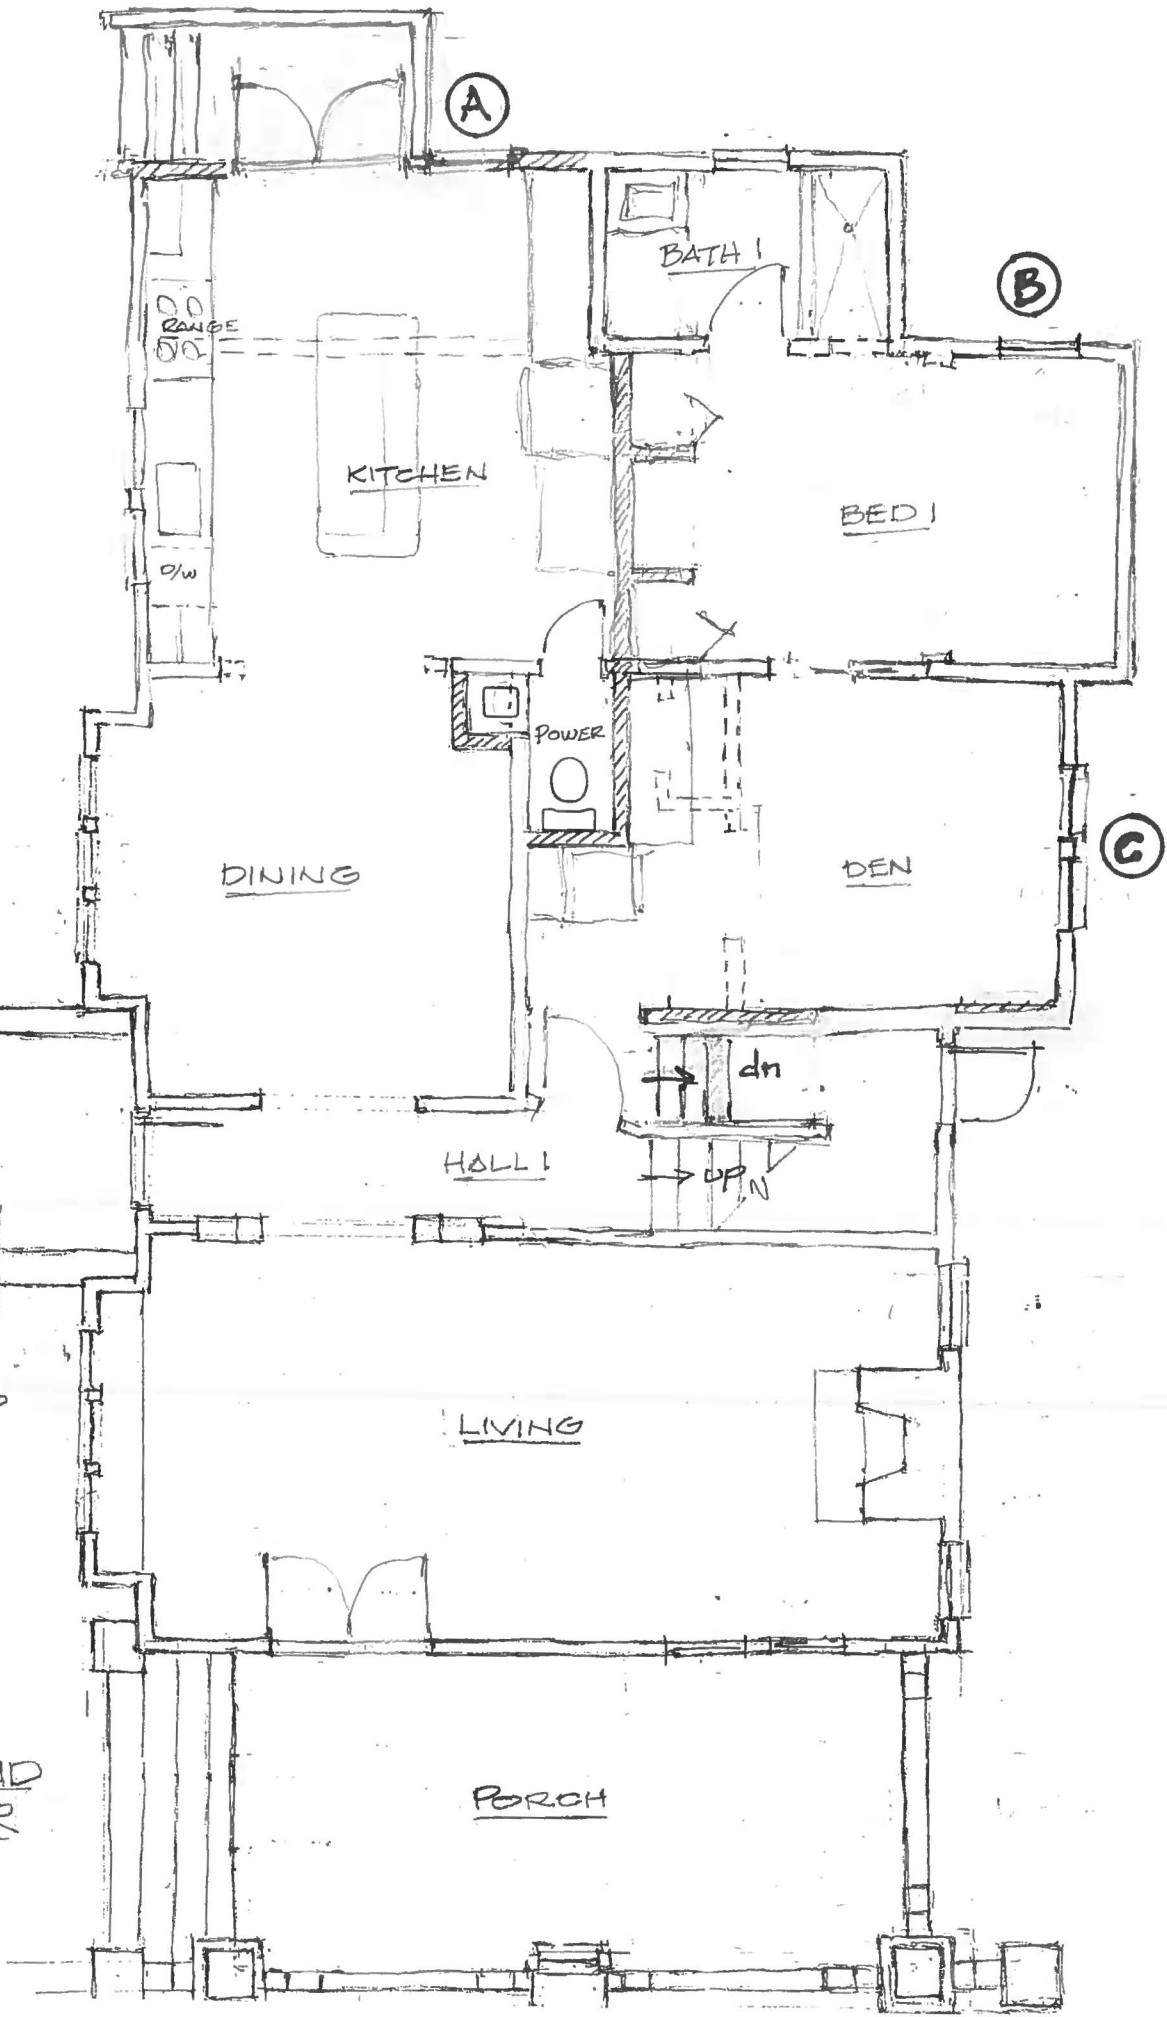 A
BATH 1
B
RANGE
KITCHEN
BED 1
D/W
POWER
DINING
DEN
C
dn
HALL 1
up
N
LIVING
PORCH